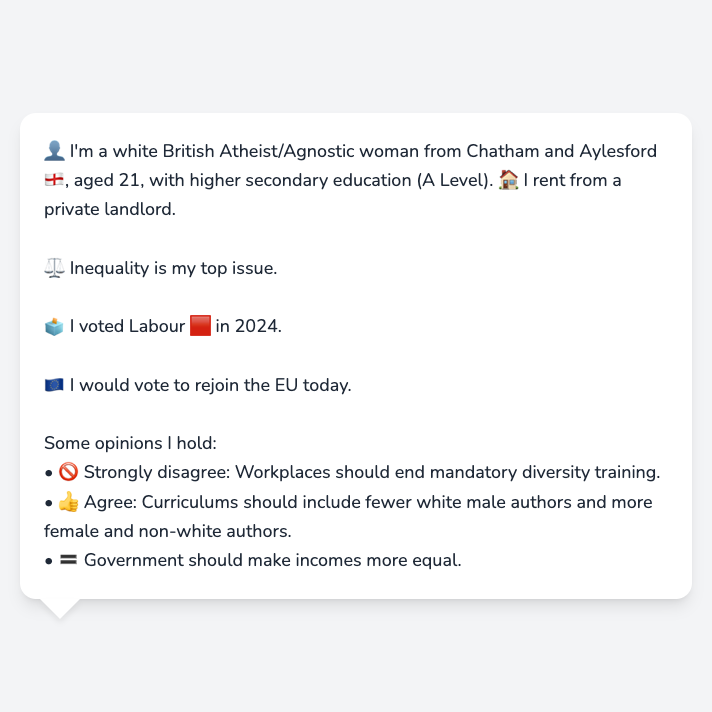 👤 I'm a white British Atheist/Agnostic woman from Chatham and Aylesford
🏴󠁧󠁢󠁥󠁮󠁧󠁿, aged 21, with higher secondary education (A Level). 🏠 I rent from a
private landlord.
⚖️ Inequality is my top issue.
🗳️ I voted Labour 🟥 in 2024.
🇪🇺 I would vote to rejoin the EU today.
Some opinions I hold:
• 🚫 Strongly disagree: Workplaces should end mandatory diversity training.
• 👍 Agree: Curriculums should include fewer white male authors and more
female and non-white authors.
• 🟰 Government should make incomes more equal.